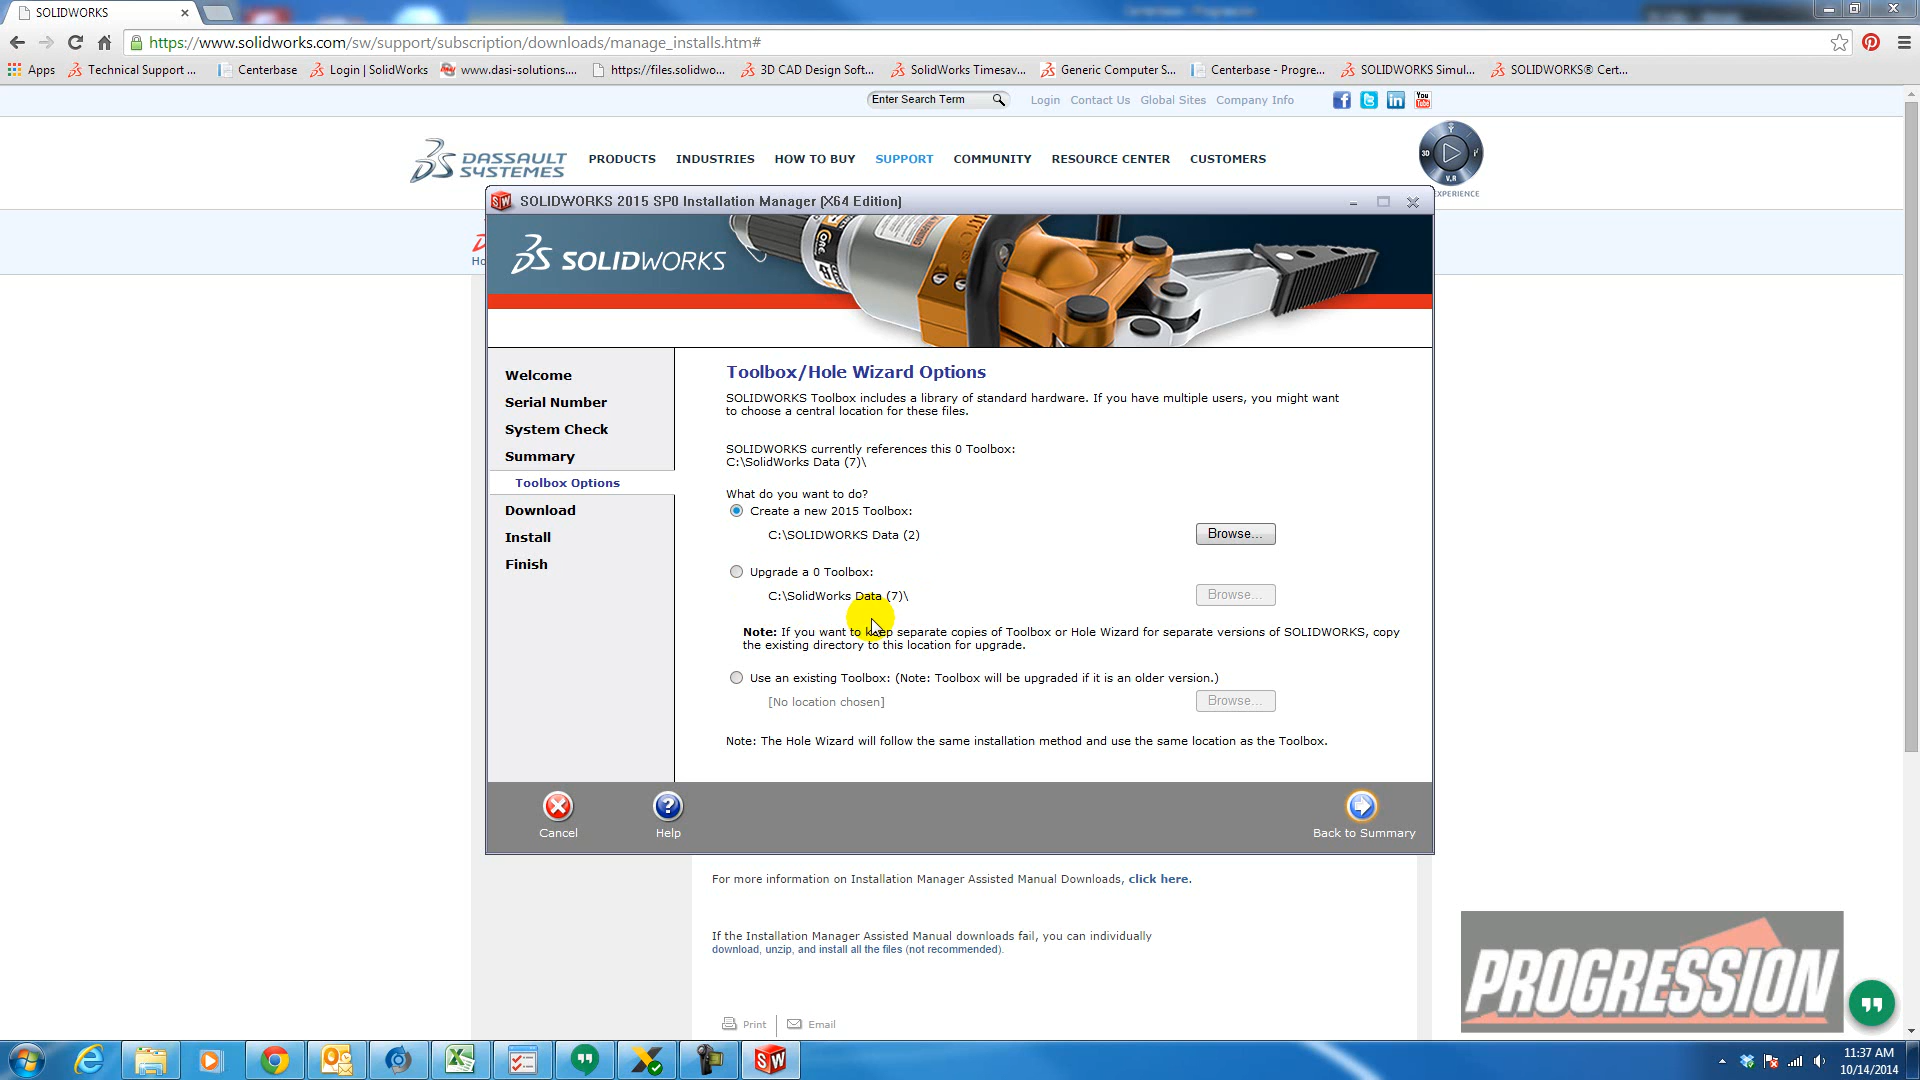 SOLIDWORKS
https://www.solidworks.com/sw/support/subscription/downloads/manage_installs.htm#
Apps Technical Support ... Centerbase Login | SolidWorks www.dasi-solutions.... https://files.solidwo... 3D CAD Design Soft... SolidWorks Timesav... Generic Computer S... Centerbase - Progre... SOLIDWORKS Simul... SOLIDWORKS® Cert...
Enter Search Term Login Contact Us Global Sites Company Info
You Tube
DASSAULT SYSTEMES
PRODUCTS INDUSTRIES HOW TO BUY SUPPORT COMMUNITY RESOURCE CENTER CUSTOMERS
3D
V.R
XPERIENCE
Ho
SOLIDWORKS 2015 SP0 Installation Manager (X64 Edition)
SOLIDWORKS
Welcome
Serial Number
System Check
Summary
Toolbox Options
Download
Install
Finish
Toolbox/Hole Wizard Options
SOLIDWORKS Toolbox includes a library of standard hardware. If you have multiple users, you might want
to choose a central location for these files.
SOLIDWORKS currently references this 0 Toolbox:
C:\SolidWorks Data (7)\
What do you want to do?
Create a new 2015 Toolbox:
C:\SOLIDWORKS Data (2) Browse...
Upgrade a 0 Toolbox:
C:\SolidWorks Data (7)\ Browse...
Note: If you want to keep separate copies of Toolbox or Hole Wizard for separate versions of SOLIDWORKS, copy
the existing directory to this location for upgrade.
Use an existing Toolbox: (Note: Toolbox will be upgraded if it is an older version.)
[No location chosen] Browse...
Note: The Hole Wizard will follow the same installation method and use the same location as the Toolbox.
Cancel Help Back to Summary
For more information on Installation Manager Assisted Manual Downloads, click here.
If the Installation Manager Assisted Manual downloads fail, you can individually
download, unzip, and install all the files (not recommended).
Print Email
PROGRESSION
11:37 AM
10/14/2014